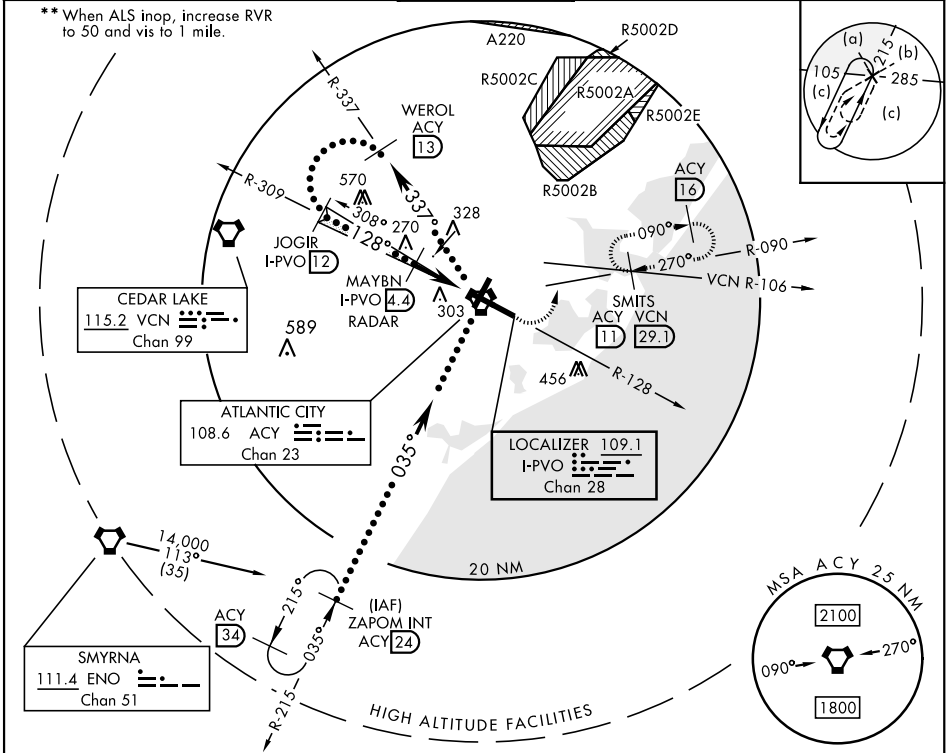 ** When ALS inop, increase RVR
to 50 and vis to 1 mile.
A220
R5002D
R5002C
R5002A
R5002E
R5002B
(a)
215
(b)
105
285
(c)
(c)
R-337
WEROL
ACY
13
R-309
570
308°
337°
128°
270
328
JOGIR
I-PVO 12
MAYBN
I-PVO 4.4
RADAR
303
ACY
16
090°
270°
R-090
VCN R-106
SMITS
ACY VCN
11 29.1
CEDAR LAKE
115.2 VCN
Chan 99
589
456
R-128
ATLANTIC CITY
108.6 ACY
Chan 23
LOCALIZER 109.1
I-PVO
Chan 28
035°
14,000
113°
(35)
20 NM
ACY
34
215°
035°
(IAF)
ZAPOM INT
ACY 24
SMYRNA
111.4 ENO
Chan 51
R-215
HIGH ALTITUDE FACILITIES
MSA ACY 25 NM
2100
090°
270°
1800